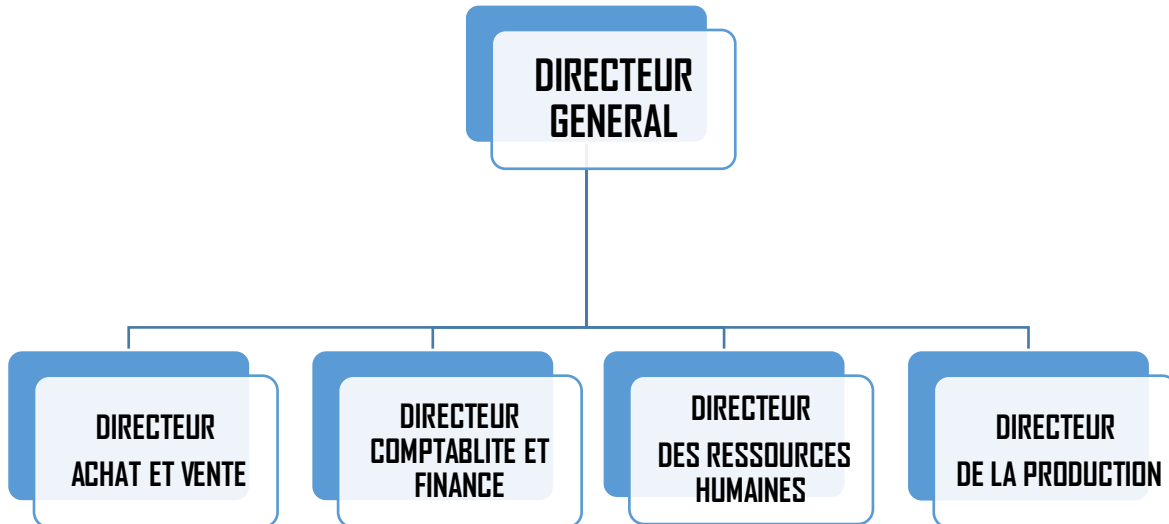 DIRECTEUR
GENERAL
DIRECTEUR
ACHAT ET VENTE
DIRECTEUR
COMPTABLITE ET
FINANCE
DIRECTEUR
DES RESSOURCES
HUMAINES
DIRECTEUR
DE LA PRODUCTION